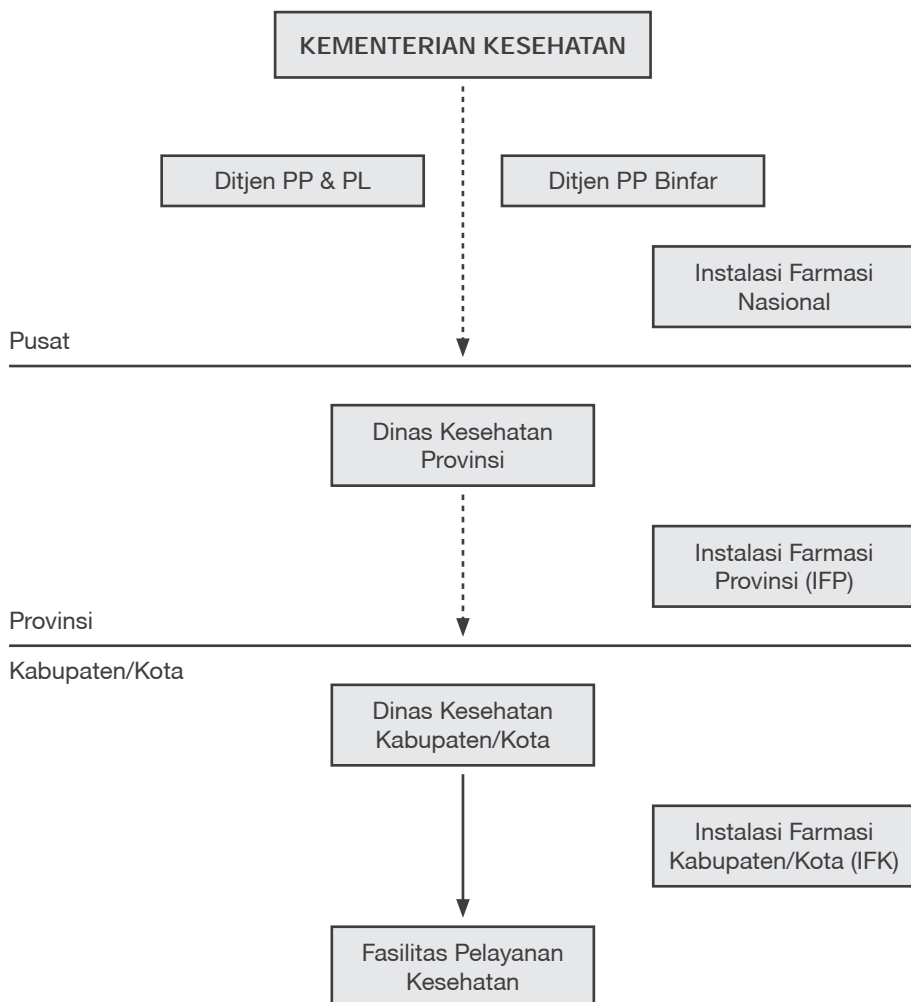 KEMENTERIAN KESEHATAN
Ditjen PP & PL
Ditjen PP Binfar
Instalasi Farmasi
Nasional
Pusat
Dinas Kesehatan
Provinsi
Instalasi Farmasi
Provinsi (IFP)
Provinsi
Kabupaten/Kota
Dinas Kesehatan
Kabupaten/Kota
Instalasi Farmasi
Kabupaten/Kota (IFK)
Fasilitas Pelayanan
Kesehatan